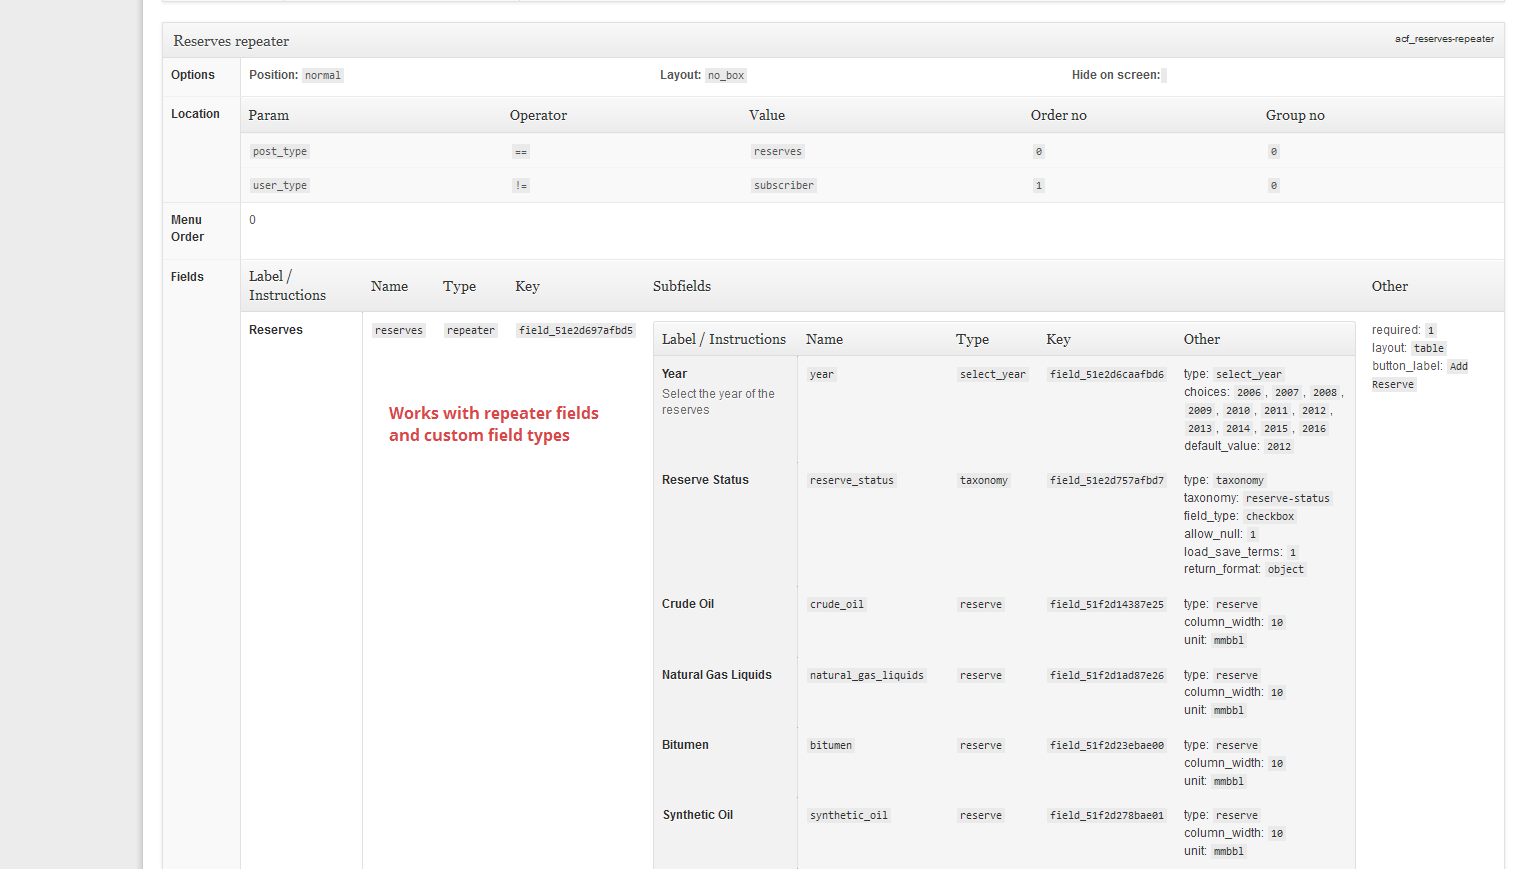 Reserves repeater acf_reserves-repeater
Options Position: normal Layout: no_box Hide on screen:
Location Param Operator Value Order no Group no
post_type == reserves 0 0
user_type != subscriber 1 0
Menu Order 0
Fields Label / Instructions Name Type Key Subfields Other
Reserves reserves repeater field_51e2d697afbd5
Works with repeater fields
and custom field types
Label / Instructions Name Type Key Other
Year year select_year field_51e2d6caafbd6 type: select_year
Select the year of the
reserves
choices: 2006 , 2007 , 2008 ,
2009 , 2010 , 2011 , 2012 ,
2013 , 2014 , 2015 , 2016
default_value: 2012
Reserve Status reserve_status taxonomy field_51e2d757afbd7 type: taxonomy
taxonomy: reserve-status
field_type: checkbox
allow_null: 1
load_save_terms: 1
return_format: object
Crude Oil crude_oil reserve field_51f2d14387e25 type: reserve
column_width: 10
unit: mmbbl
Natural Gas Liquids natural_gas_liquids reserve field_51f2d1ad87e26 type: reserve
column_width: 10
unit: mmbbl
Bitumen bitumen reserve field_51f2d23ebae00 type: reserve
column_width: 10
unit: mmbbl
Synthetic Oil synthetic_oil reserve field_51f2d278bae01 type: reserve
column_width: 10
unit: mmbbl
required: 1
layout: table
button_label: Add
Reserve